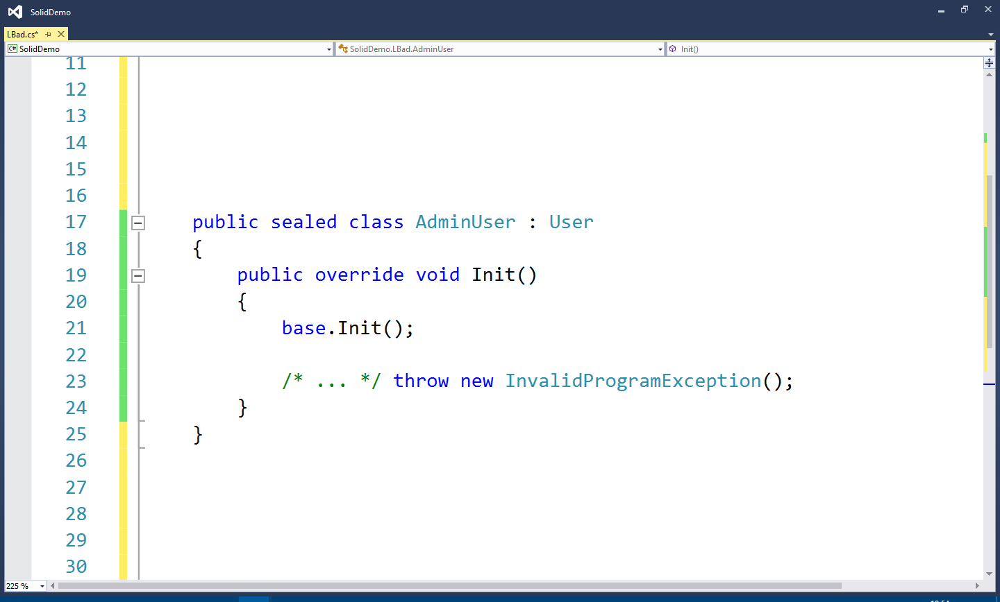 SolidDemo
LBad.cs*
C# SolidDemo
SolidDemo.LBad.AdminUser
Init()
11
12
13
14
15
16
17 public sealed class AdminUser : User
18 {
19 public override void Init()
20 {
21 base.Init();
22
23 /* ... */ throw new InvalidProgramException();
24 }
25 }
26
27
28
29
30
225 %